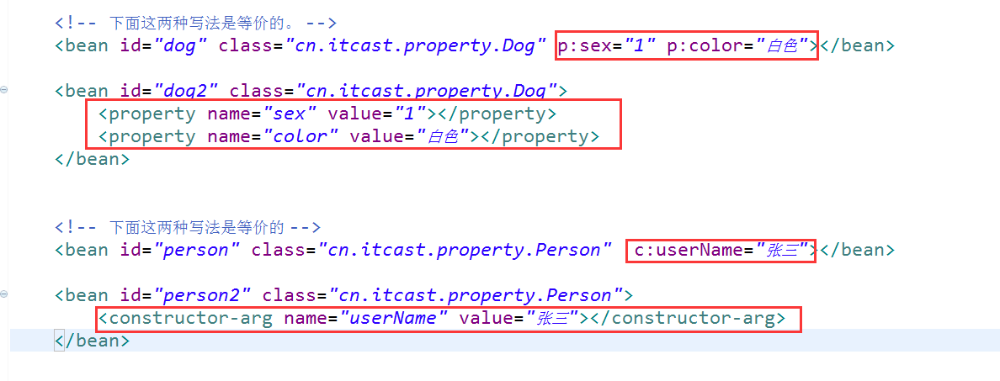 <!-- 下面这两种写法是等价的。 -->
<bean id="dog" class="cn.itcast.property.Dog" p:sex="1" p:color="白色"></bean>
<bean id="dog2" class="cn.itcast.property.Dog">
<property name="sex" value="1"></property>
<property name="color" value="白色"></property>
</bean>
<!-- 下面这两种写法是等价的 -->
<bean id="person" class="cn.itcast.property.Person" c:userName="张三"></bean>
<bean id="person2" class="cn.itcast.property.Person">
<constructor-arg name="userName" value="张三"></constructor-arg>
</bean>